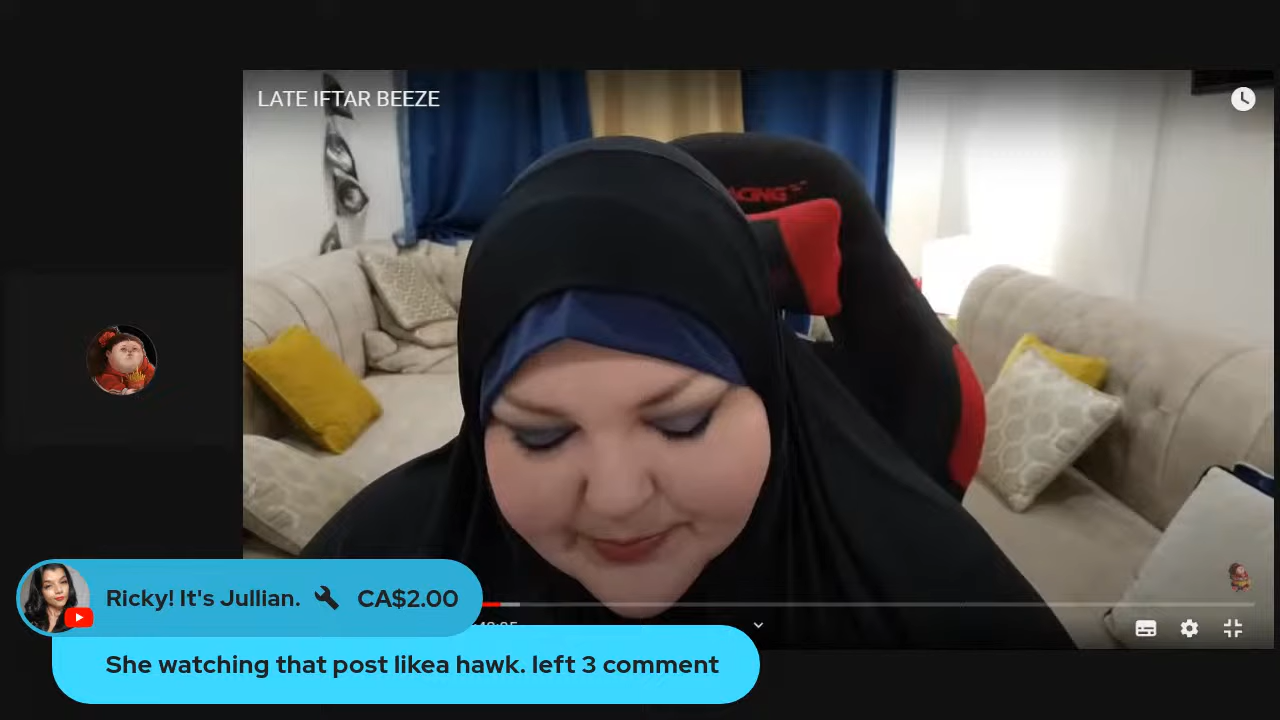 LATE IFTAR BEEZE
Ricky! It's Jullian. CA$2.00
She watching that post likea hawk. left 3 comment